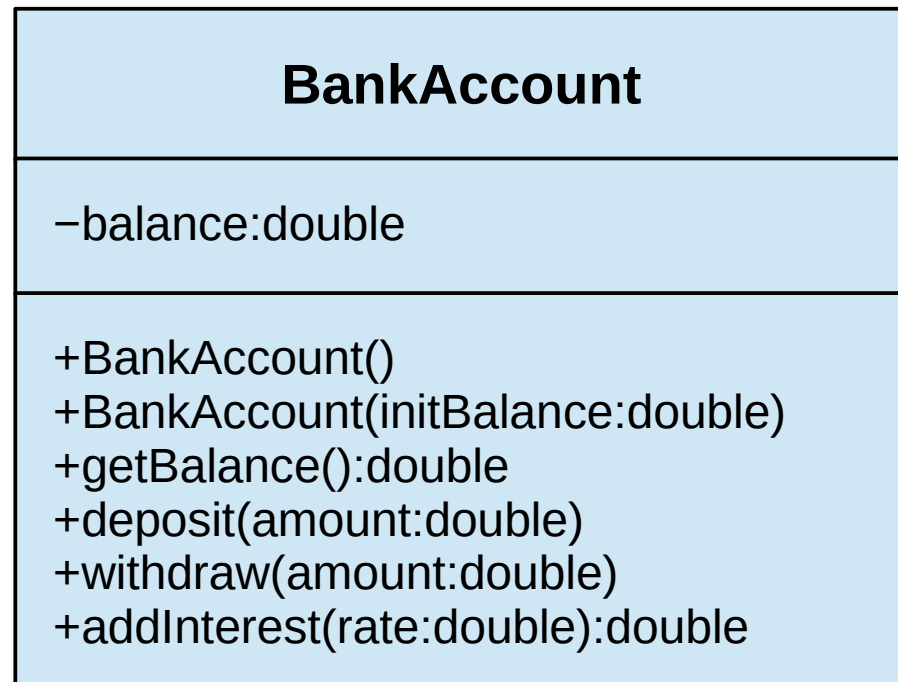 BankAccount
−balance:double
+BankAccount()
+BankAccount(initBalance:double)
+getBalance():double
+deposit(amount:double)
+withdraw(amount:double)
+addInterest(rate:double):double